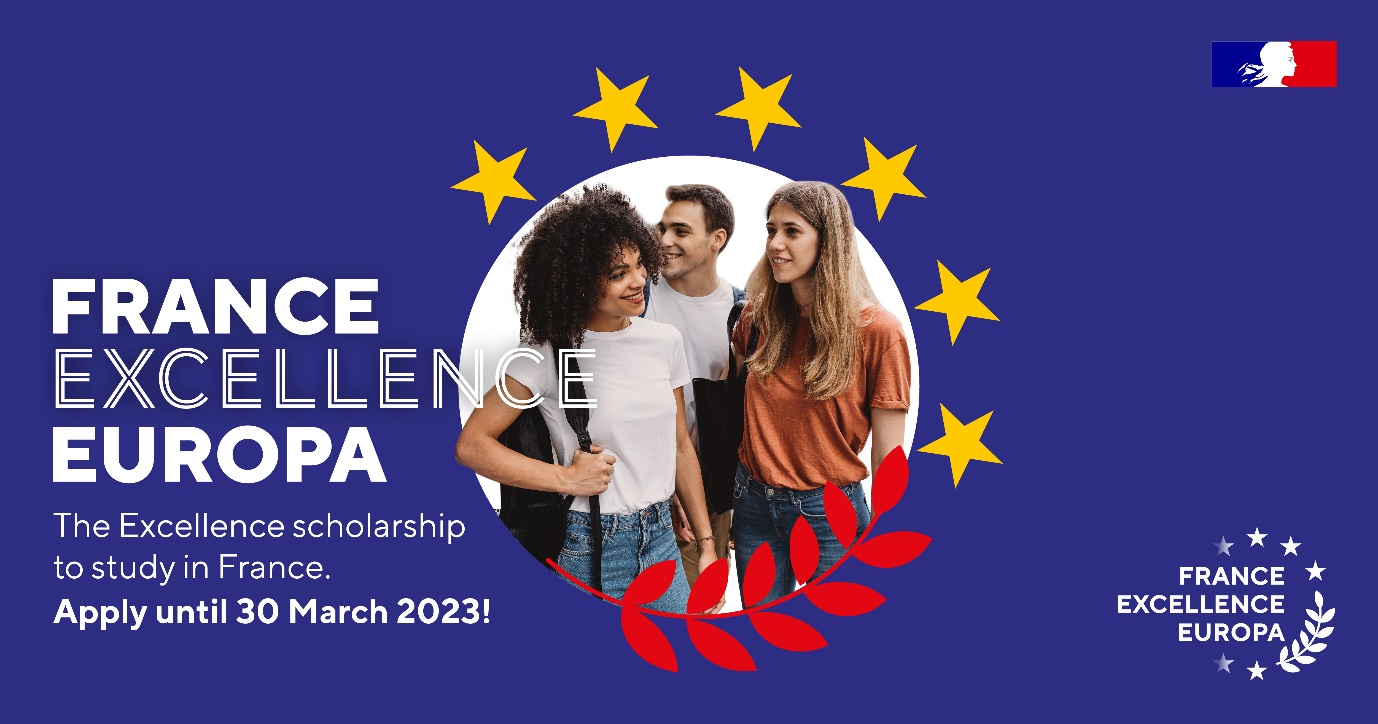 FRANCE
EXCELLENCE
EUROPA
The Excellence scholarship
to study in France.
Apply until 30 March 2023!
FRANCE
EXCELLENCE
EUROPA